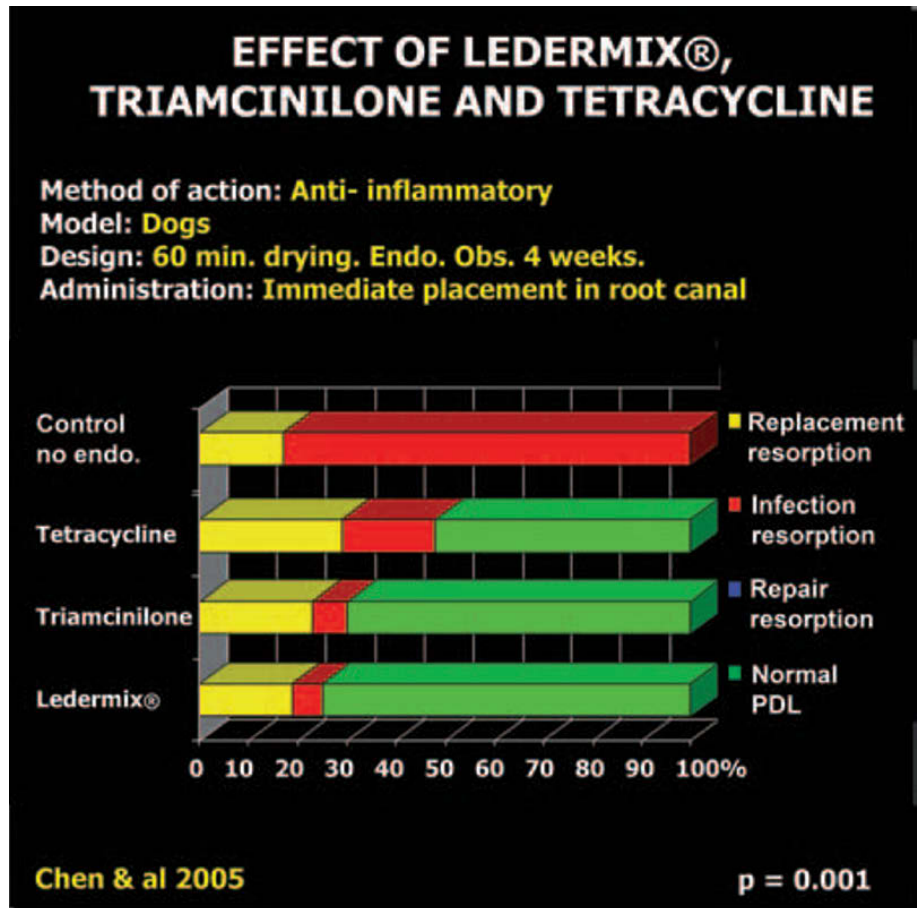 EFFECT OF LEDERMIX®,
TRIAMCINILONE AND TETRACYCLINE
Method of action: Anti- inflammatory
Model: Dogs
Design: 60 min. drying. Endo. Obs. 4 weeks.
Administration: Immediate placement in root canal
Control
no endo.
Tetracycline
Triamcinilone
Ledermix®
Replacement
resorption
Infection
resorption
Repair
resorption
Normal
PDL
0 10 20 30 40 50 60 70 80 90 100%
Chen & al 2005
p = 0.001